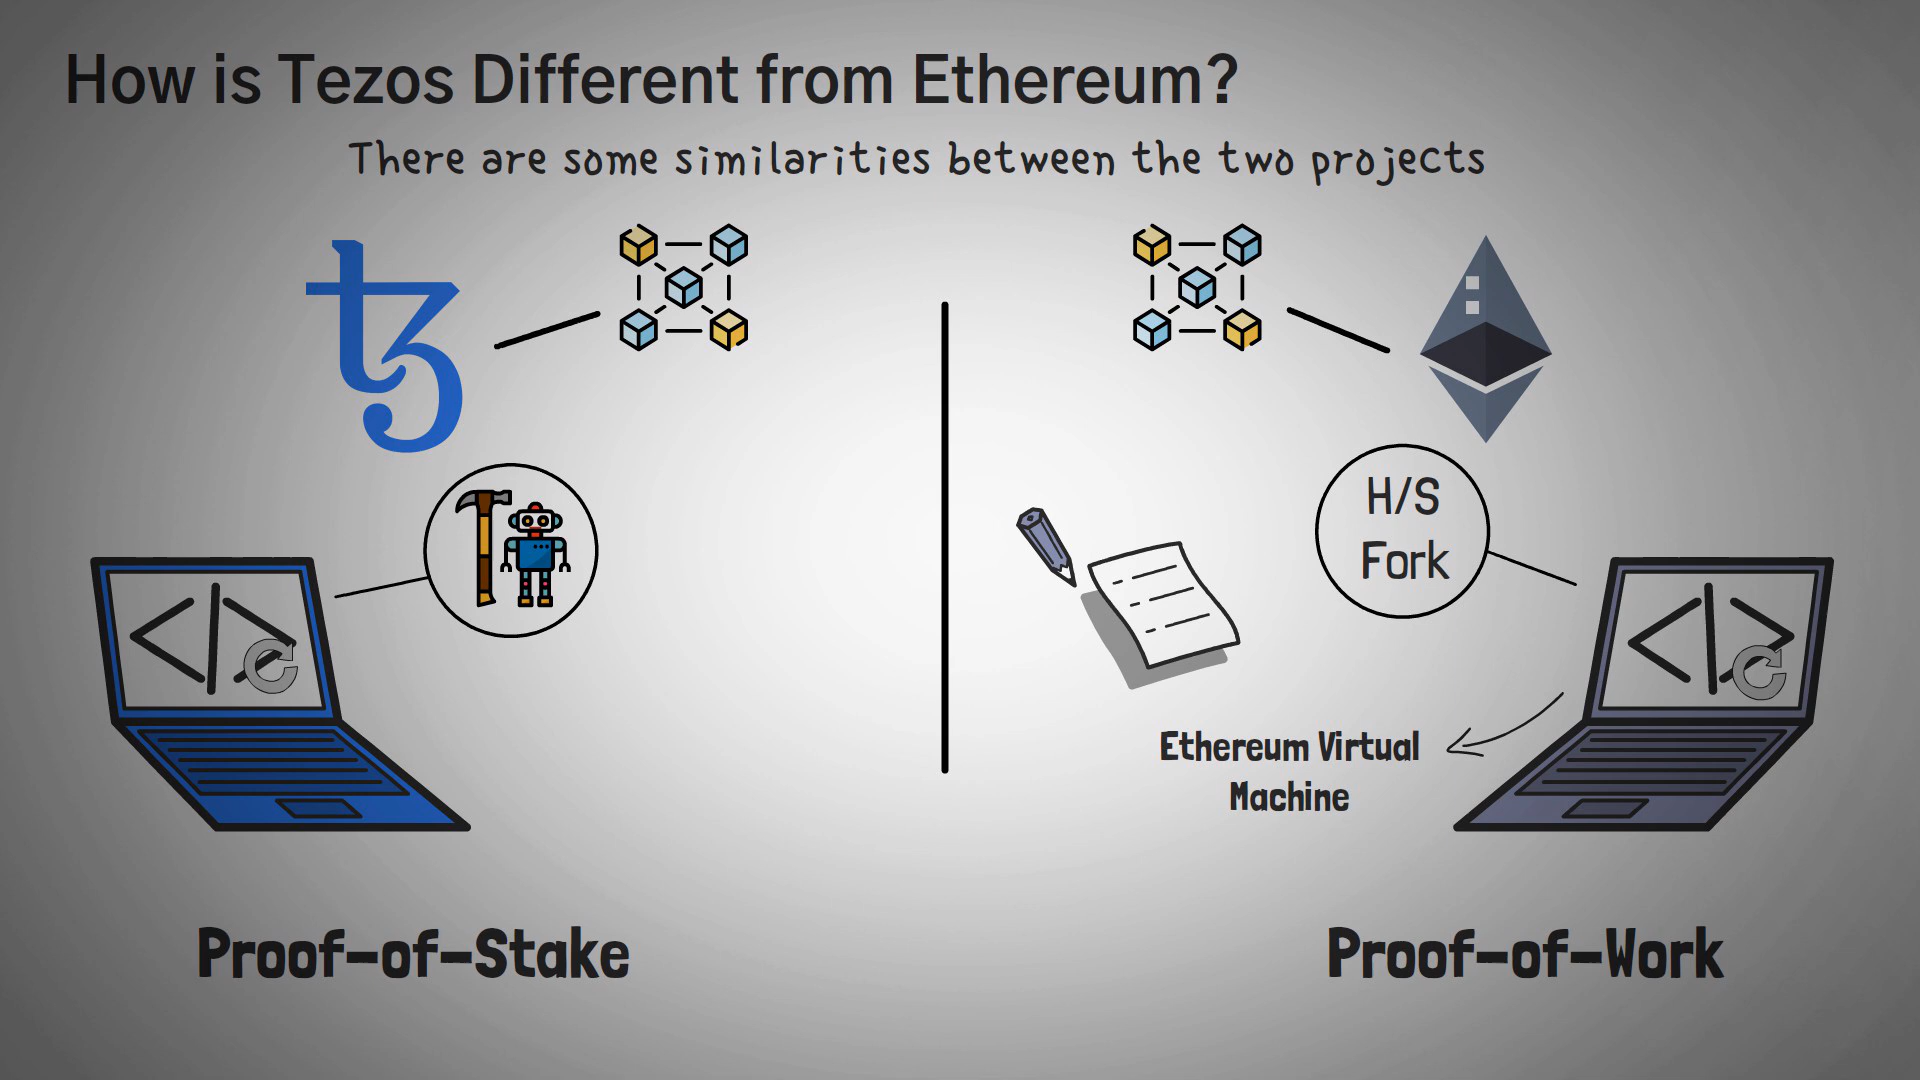 How is Tezos Different from Ethereum?
There are some similarities between the two projects
H/S
Fork
Ethereum Virtual
Machine
Proof-of-Stake
Proof-of-Work